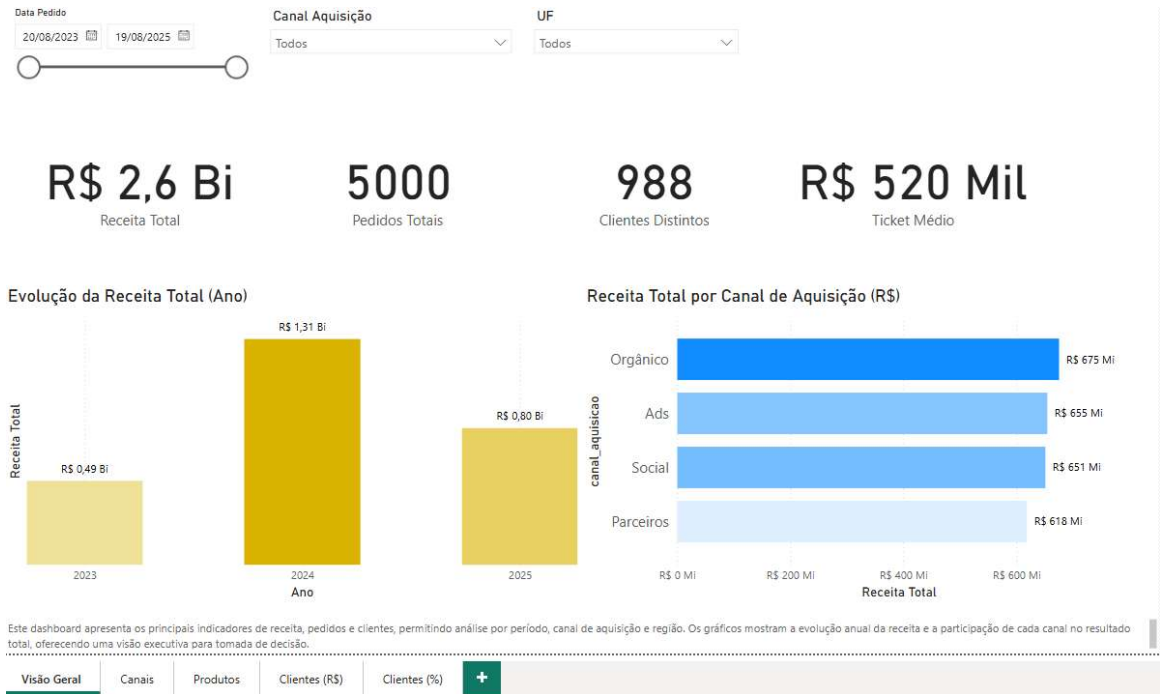 Data Pedido
20/08/2023
19/08/2025
Canal Aquisição
Todos
UF
Todos
R$ 2,6 Bi
Receita Total
5000
Pedidos Totais
988
Clientes Distintos
R$ 520 Mil
Ticket Médio
Evolução da Receita Total (Ano)
Receita Total
R$ 0,49 Bi
R$ 1,31 Bi
R$ 0,80 Bi
2023
2024
2025
Ano
Receita Total por Canal de Aquisição (R$)
canal_aquisicao
Orgânico
R$ 675 Mi
Ads
R$ 655 Mi
Social
R$ 651 Mi
Parceiros
R$ 618 Mi
R$ 0 Mi
R$ 200 Mi
R$ 400 Mi
R$ 600 Mi
Receita Total
Este dashboard apresenta os principais indicadores de receita, pedidos e clientes, permitindo análise por período, canal de aquisição e região. Os gráficos mostram a evolução anual da receita e a participação de cada canal no resultado
total, oferecendo uma visão executiva para tomada de decisão.
Visão Geral
Canais
Produtos
Clientes (R$)
Clientes (%)
+